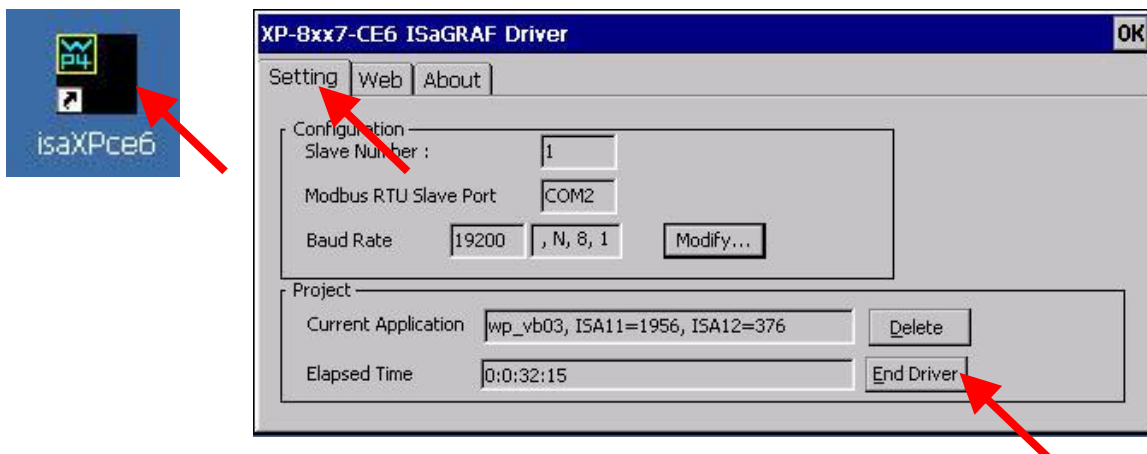 P4
isaXPce6
XP-8xx7-CE6 ISaGRAF Driver OK
Setting Web About
Configuration
Slave Number : 1
Modbus RTU Slave Port COM2
Baud Rate 19200 , N, 8, 1 Modify...
Project
Current Application wp_vb03, ISA11=1956, ISA12=376 Delete
Elapsed Time 0:0:32:15 End Driver